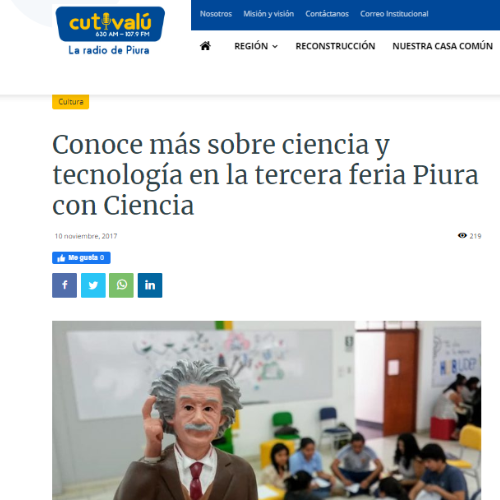 cutivalú
630 AM – 107.9 FM
La radio de Piura
Nosotros Misión y visión Contáctanos Correo Institucional
REGIÓN RECONSTRUCCIÓN NUESTRA CASA COMÚN
Cultura
Conoce más sobre ciencia y
tecnología en la tercera feria Piura
con Ciencia
10 noviembre, 2017 219
Me gusta 0